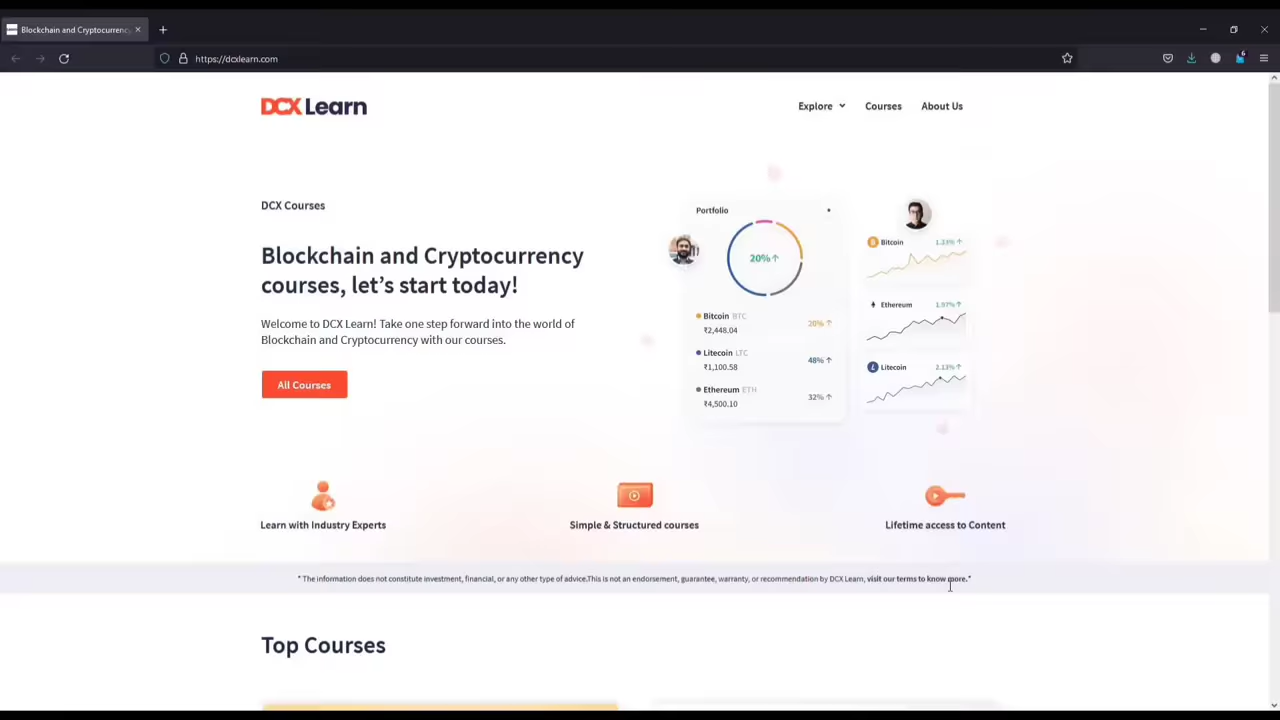 Blockchain and Cryptocurrenc
https://dcxlearn.com
DCX Learn
Explore
Courses
About Us
DCX Courses
Blockchain and Cryptocurrency
courses, let's start today!
Welcome to DCX Learn! Take one step forward into the world of
Blockchain and Cryptocurrency with our courses.
All Courses
Portfolio
20% ↑
Bitcoin BTC
₹2,448.04
20% ↑
Litecoin LTC
₹1,100.58
48% ↑
Ethereum ETH
₹4,500.10
32% ↑
Bitcoin
1.33% ↑
Ethereum
1.97% ↑
Litecoin
2.13% ↑
Learn with Industry Experts
Simple & Structured courses
Lifetime access to Content
* The information does not constitute investment, financial, or any other type of advice.This is not an endorsement, guarantee, warranty, or recommendation by DCX Learn, visit our terms to know more.*
Top Courses